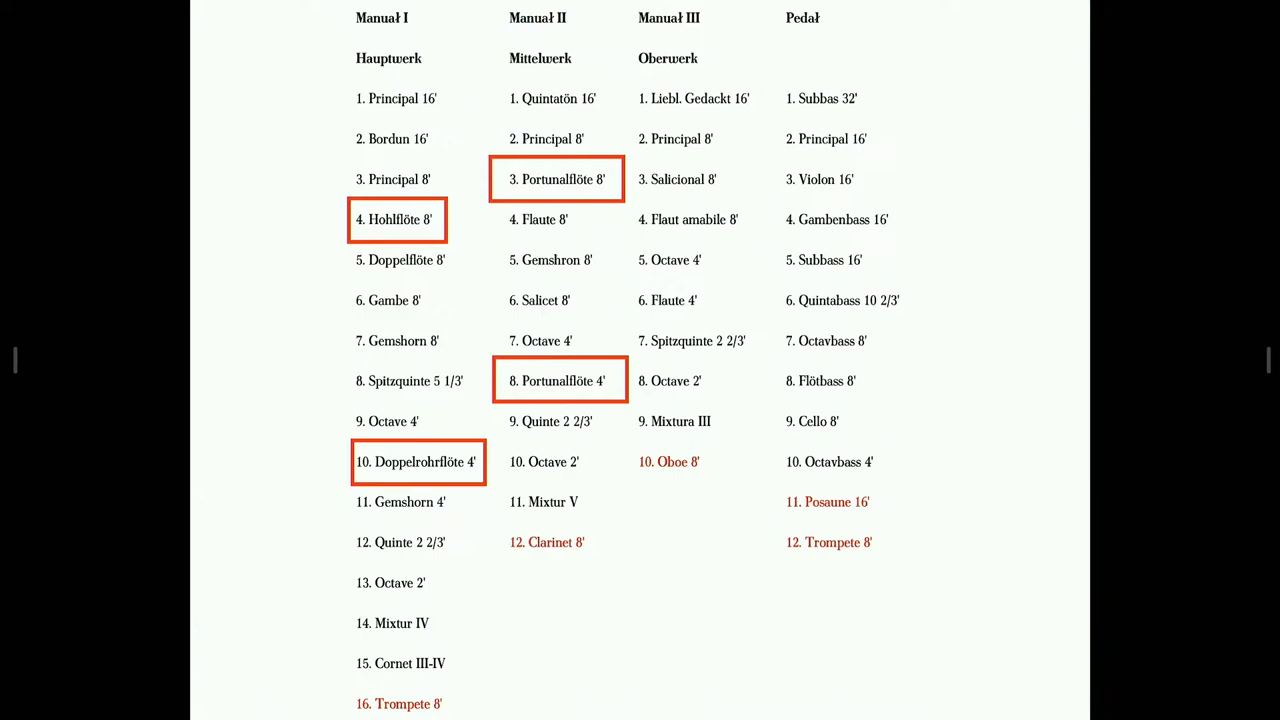 Manuał I
Hauptwerk
1. Principal 16'
2. Bordun 16'
3. Principal 8'
4. Hohlflöte 8'
5. Doppelflöte 8'
6. Gambe 8'
7. Gemshorn 8'
8. Spitzquinte 5 1/3'
9. Octave 4'
10. Doppelrohrflöte 4'
11. Gemshorn 4'
12. Quinte 2 2/3'
13. Octave 2'
14. Mixtur IV
15. Cornet III-IV
16. Trompete 8'
Manuał II
Mittelwerk
1. Quintatön 16'
2. Principal 8'
3. Portunalflöte 8'
4. Flaute 8'
5. Gemshron 8'
6. Salicet 8'
7. Octave 4'
8. Portunalflöte 4'
9. Quinte 2 2/3'
10. Octave 2'
11. Mixtur V
12. Clarinet 8'
Manuał III
Oberwerk
1. Liebl. Gedackt 16'
2. Principal 8'
3. Salicional 8'
4. Flaut amabile 8'
5. Octave 4'
6. Flaute 4'
7. Spitzquinte 2 2/3'
8. Octave 2'
9. Mixtura III
10. Oboe 8'
Pedał
1. Subbas 32'
2. Principal 16'
3. Violon 16'
4. Gambenbass 16'
5. Subbass 16'
6. Quintabass 10 2/3'
7. Octavbass 8'
8. Flötbass 8'
9. Cello 8'
10. Octavbass 4'
11. Posaune 16'
12. Trompete 8'